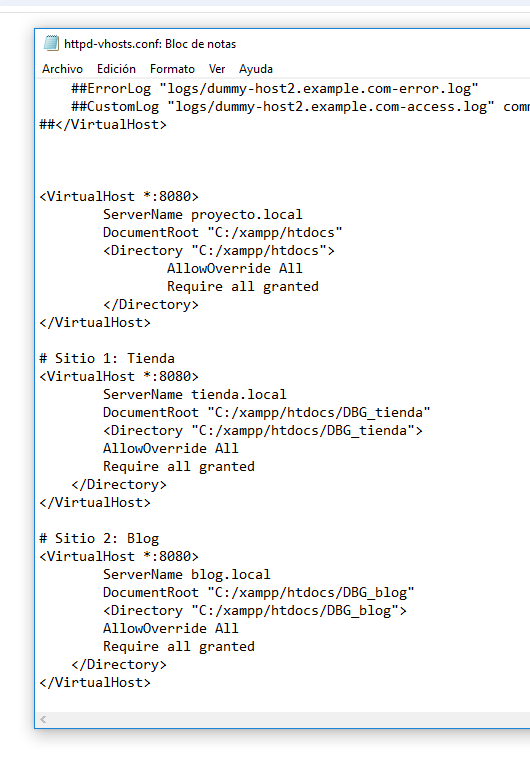 httpd-vhosts.conf: Bloc de notas
Archivo Edición Formato Ver Ayuda
##ErrorLog "logs/dummy-host2.example.com-error.log"
##CustomLog "logs/dummy-host2.example.com-access.log"
##</VirtualHost>
<VirtualHost *:8080>
ServerName proyecto.local
DocumentRoot "C:/xampp/htdocs"
<Directory "C:/xampp/htdocs">
AllowOverride All
Require all granted
</Directory>
</VirtualHost>
# Sitio 1: Tienda
<VirtualHost *:8080>
ServerName tienda.local
DocumentRoot "C:/xampp/htdocs/DBG_tienda"
<Directory "C:/xampp/htdocs/DBG_tienda">
AllowOverride All
Require all granted
</Directory>
</VirtualHost>
# Sitio 2: Blog
<VirtualHost *:8080>
ServerName blog.local
DocumentRoot "C:/xampp/htdocs/DBG_blog"
<Directory "C:/xampp/htdocs/DBG_blog">
AllowOverride All
Require all granted
</Directory>
</VirtualHost>